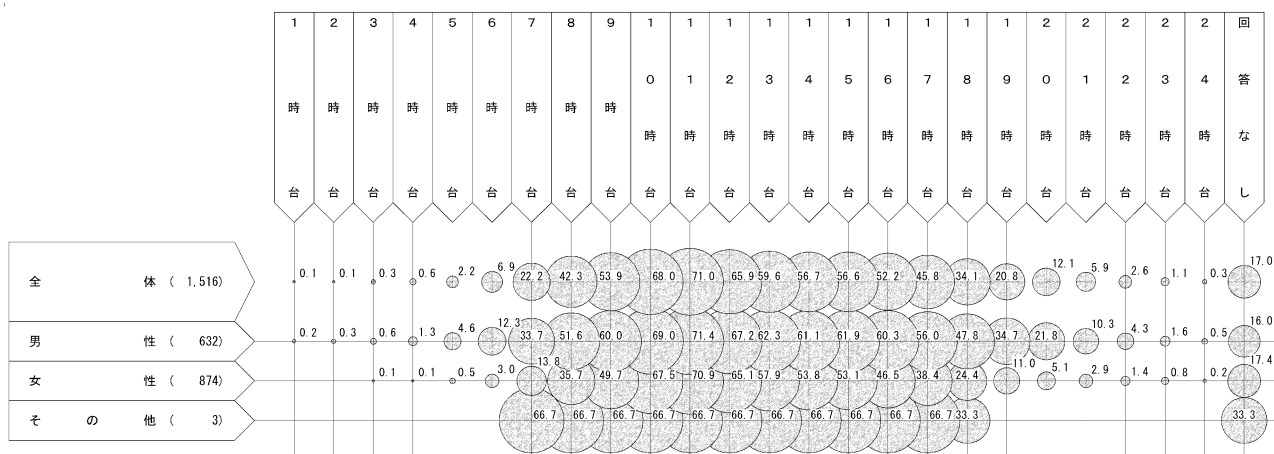 1時台 2時台 3時台 4時台 5時台 6時台 7時台 8時台 9時台 10時台 11時台 12時台 13時台 14時台 15時台 16時台 17時台 18時台 19時台 20時台 21時台 22時台 23時台 24時台 回答なし
全体(1,516) 0.1 0.1 0.3 0.6 2.2 6.9 22.2 42.3 53.9 68.0 71.0 65.9 59.6 56.7 56.6 52.2 45.8 34.1 20.8 12.1 5.9 2.6 1.1 0.3 17.0
男性(632) 0.2 0.3 0.6 1.3 4.6 12.3 33.7 51.6 60.0 69.0 71.4 67.2 62.3 61.1 61.9 60.3 56.0 47.8 34.7 21.8 10.3 4.3 1.6 0.5 16.0
女性(874) 0.1 0.1 0.5 3.0 13.8 35.7 49.7 67.5 70.9 65.1 57.9 53.8 53.1 46.5 38.4 24.4 11.0 5.1 2.9 1.4 0.8 0.2 17.4
その他(3) 66.7 66.7 66.7 66.7 66.7 66.7 66.7 66.7 66.7 66.7 66.7 33.3 33.3